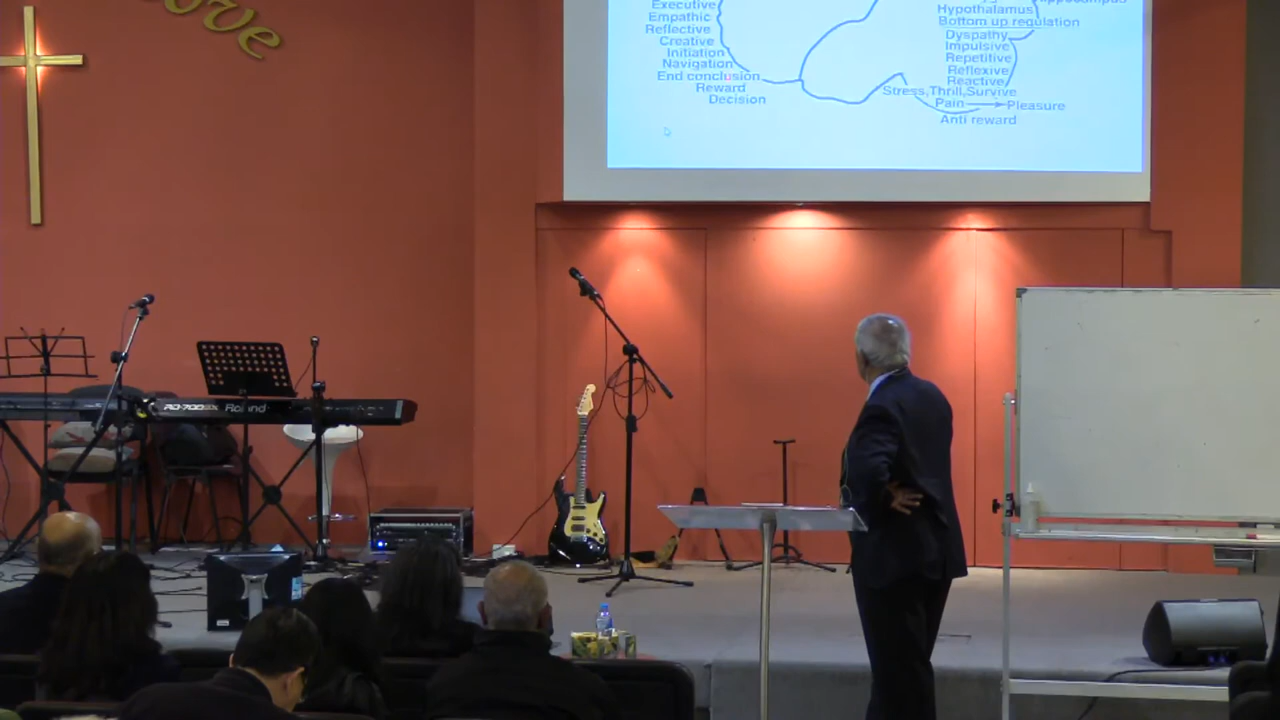 ove
Executive
Empathic
Reflective
Creative
Initiation
Navigation
End conclusion
Reward
Decision
Hypothalamus
Bottom up regulation
Dyspathy
Impulsive
Repetitive
Reflexive
Reactive
Stress,Thrill,Survive
Pain Pleasure
Anti reward
RD-700SX Roland